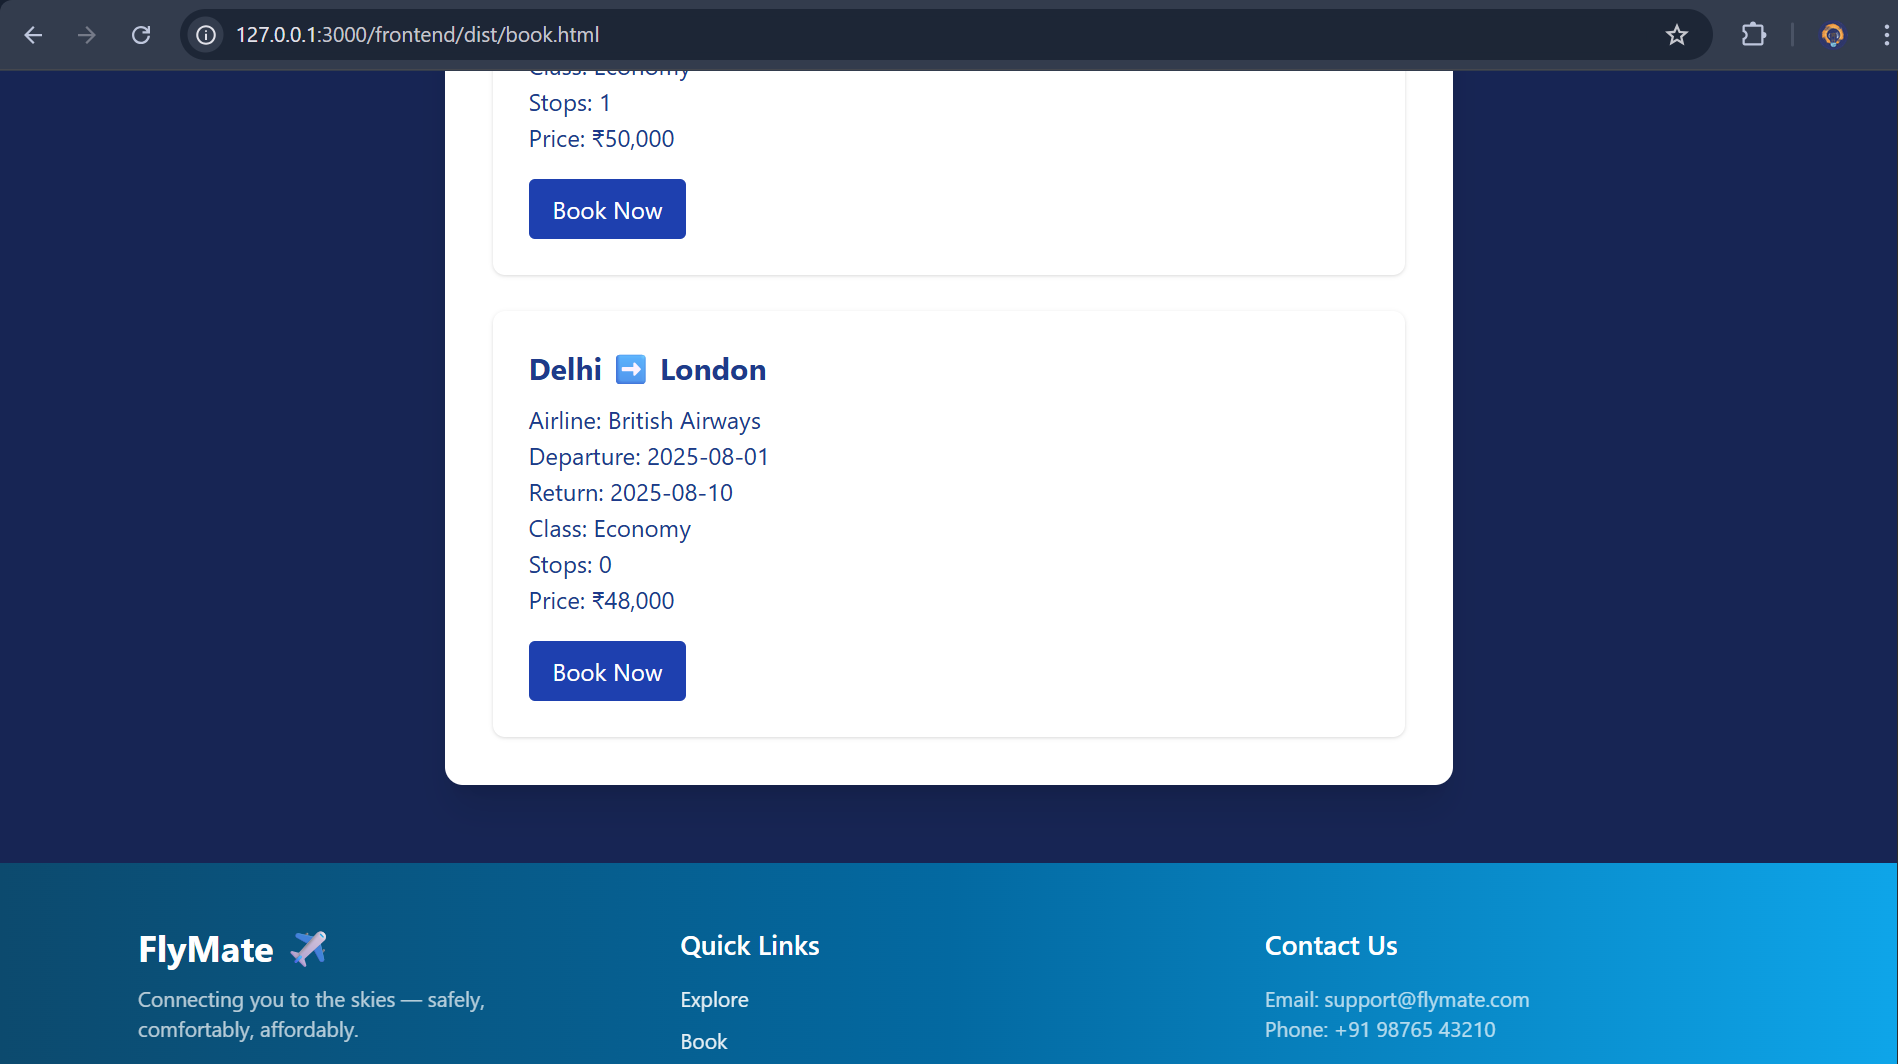 127.0.0.1:3000/frontend/dist/book.html
Class: Economy
Stops: 1
Price: ₹50,000
Book Now
Delhi ➡️ London
Airline: British Airways
Departure: 2025-08-01
Return: 2025-08-10
Class: Economy
Stops: 0
Price: ₹48,000
Book Now
FlyMate ✈️
Connecting you to the skies — safely,
comfortably, affordably.
Quick Links
Explore
Book
Contact Us
Email: support@flymate.com
Phone: +91 98765 43210